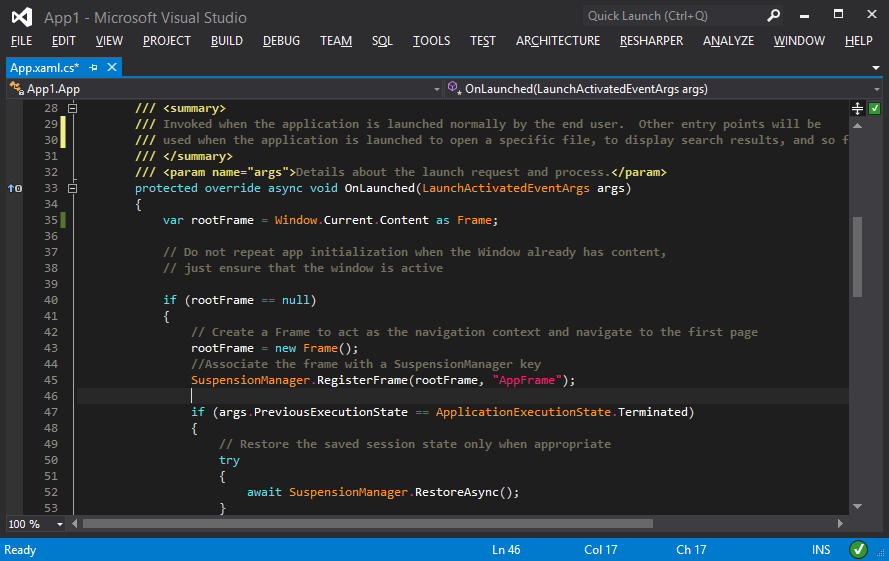 App1 - Microsoft Visual Studio
Quick Launch (Ctrl+Q)
FILE EDIT VIEW PROJECT BUILD DEBUG TEAM SQL TOOLS TEST ARCHITECTURE RESHARPER ANALYZE WINDOW HELP
App.xaml.cs*
App1.App OnLaunched(LaunchActivatedEventArgs args)
28 /// <summary>
29 /// Invoked when the application is launched normally by the end user.  Other entry points will be
30 /// used when the application is launched to open a specific file, to display search results, and so f
31 /// </summary>
32 /// <param name="args">Details about the launch request and process.</param>
33 protected override async void OnLaunched(LaunchActivatedEventArgs args)
34 {
35 var rootFrame = Window.Current.Content as Frame;
36
37 // Do not repeat app initialization when the Window already has content,
38 // just ensure that the window is active
39
40 if (rootFrame == null)
41 {
42 // Create a Frame to act as the navigation context and navigate to the first page
43 rootFrame = new Frame();
44 //Associate the frame with a SuspensionManager key
45 SuspensionManager.RegisterFrame(rootFrame, "AppFrame");
46
47 if (args.PreviousExecutionState == ApplicationExecutionState.Terminated)
48 {
49 // Restore the saved session state only when appropriate
50 try
51 {
52 await SuspensionManager.RestoreAsync();
53 }
100 %
Ready Ln 46 Col 17 Ch 17 INS